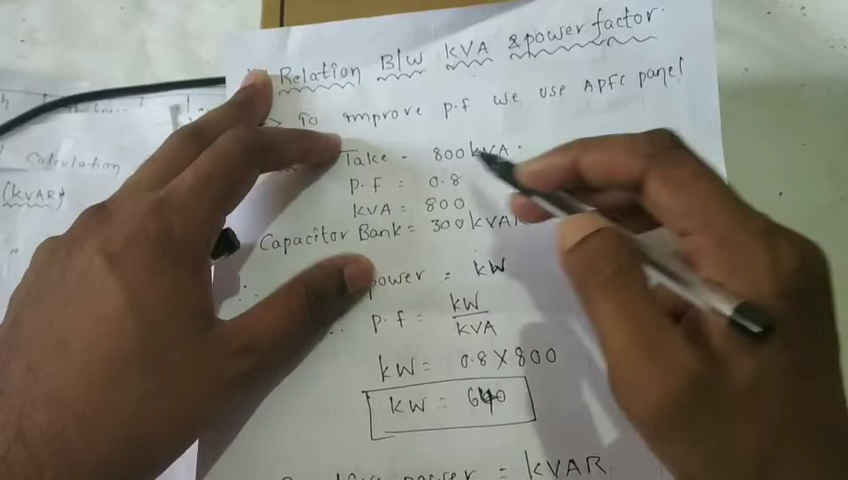 Relation B/W kVA & power factor.
To improve p.f we use APFC panel
Take - 800 kVA.
p.f = 0.8
kVA = 800
Capacitor Bank = 300 kVAR
power = kW
p.f = kW
kVA
kW = 0.8 X 800
kW = 640
power = kVAR
(kVAR)
Calculation